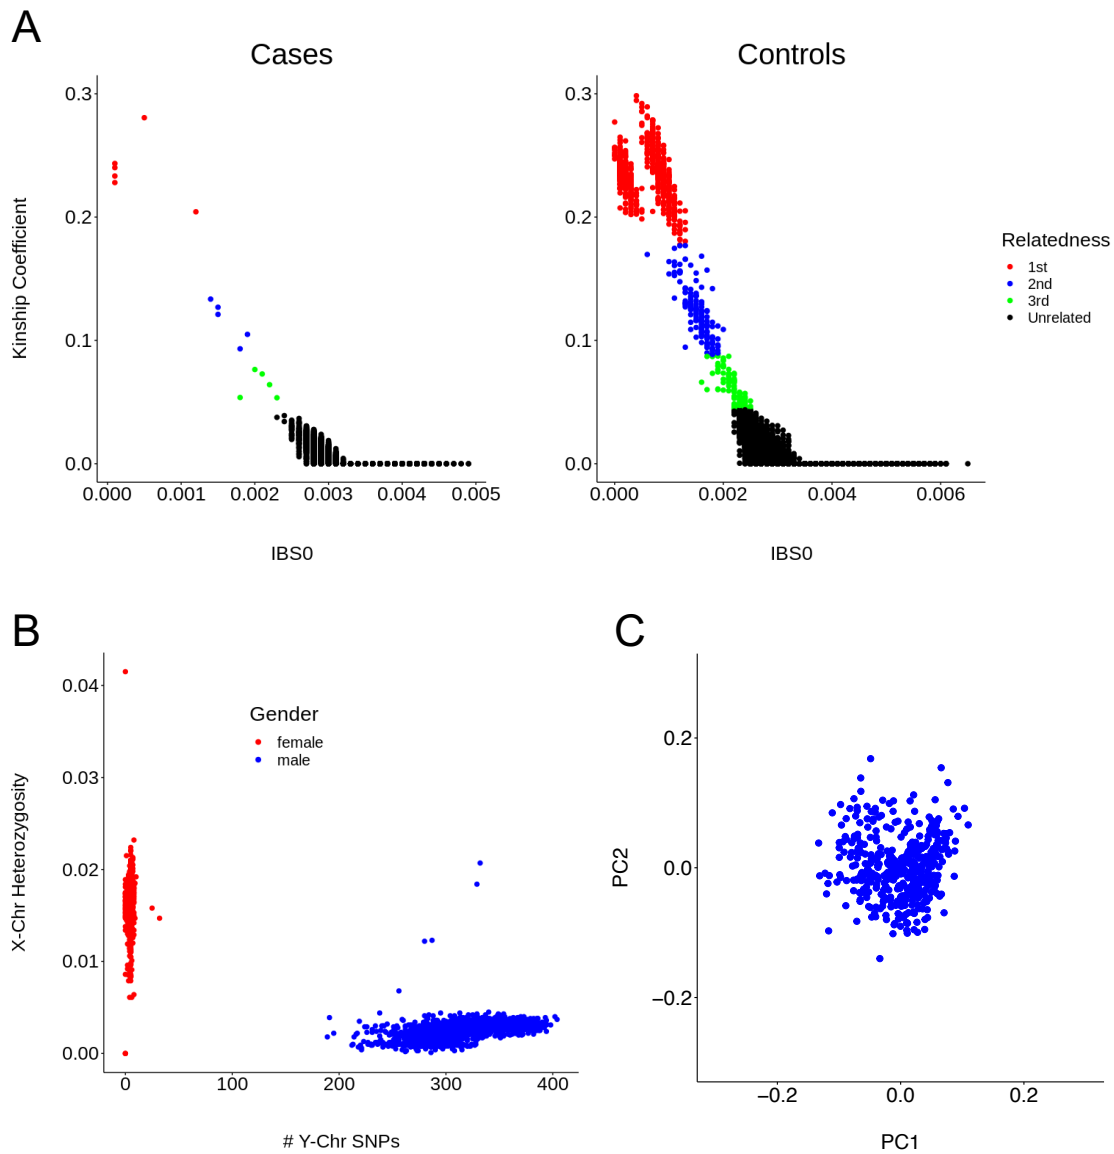 A
Cases
Controls
Kinship Coefficient
0.3
0.2
0.1
0.0
0.000 0.001 0.002 0.003 0.004 0.005
IBS0
0.3
0.2
0.1
0.0
0.000 0.002 0.004 0.006
IBS0
Relatedness
1st
2nd
3rd
Unrelated
B
X-Chr Heterozygosity
0.04
0.03
0.02
0.01
0.00
Gender
female
male
0 100 200 300 400
# Y-Chr SNPs
C
PC2
0.2
0.0
−0.2
−0.2 0.0 0.2
PC1